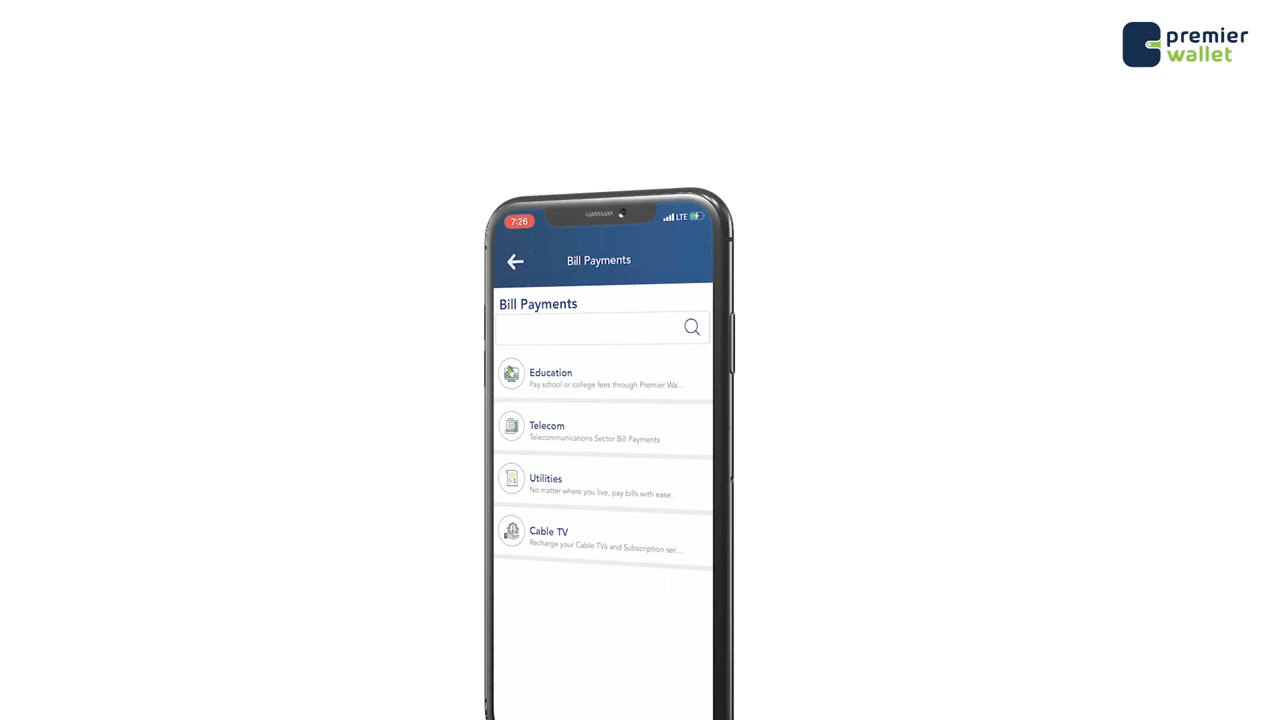 premier
wallet
7:26
LTE
Bill Payments
Bill Payments
Education
Pay school or college fees through Premier Wa...
Telecom
Telecommunications Sector Bill Payments
Utilities
No matter where you live, pay bills with ease.
Cable TV
Recharge your Cable TVs and Subscription ser...